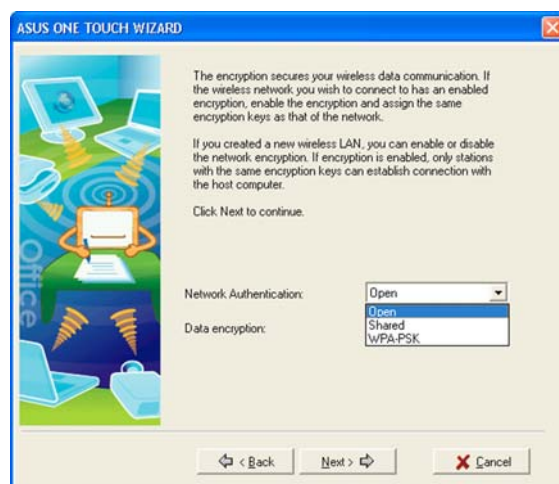 ASUS ONE TOUCH WIZARD
The encryption secures your wireless data communication. If
the wireless network you wish to connect to has an enabled
encryption, enable the encryption and assign the same
encryption keys as that of the network.
If you created a new wireless LAN, you can enable or disable
the network encryption. If encryption is enabled, only stations
with the same encryption keys can establish connection with
the host computer.
Click Next to continue.
Office
Network Authentication:
Open
Open
Shared
WPA-PSK
Data encryption:
< Back
Next >
Cancel